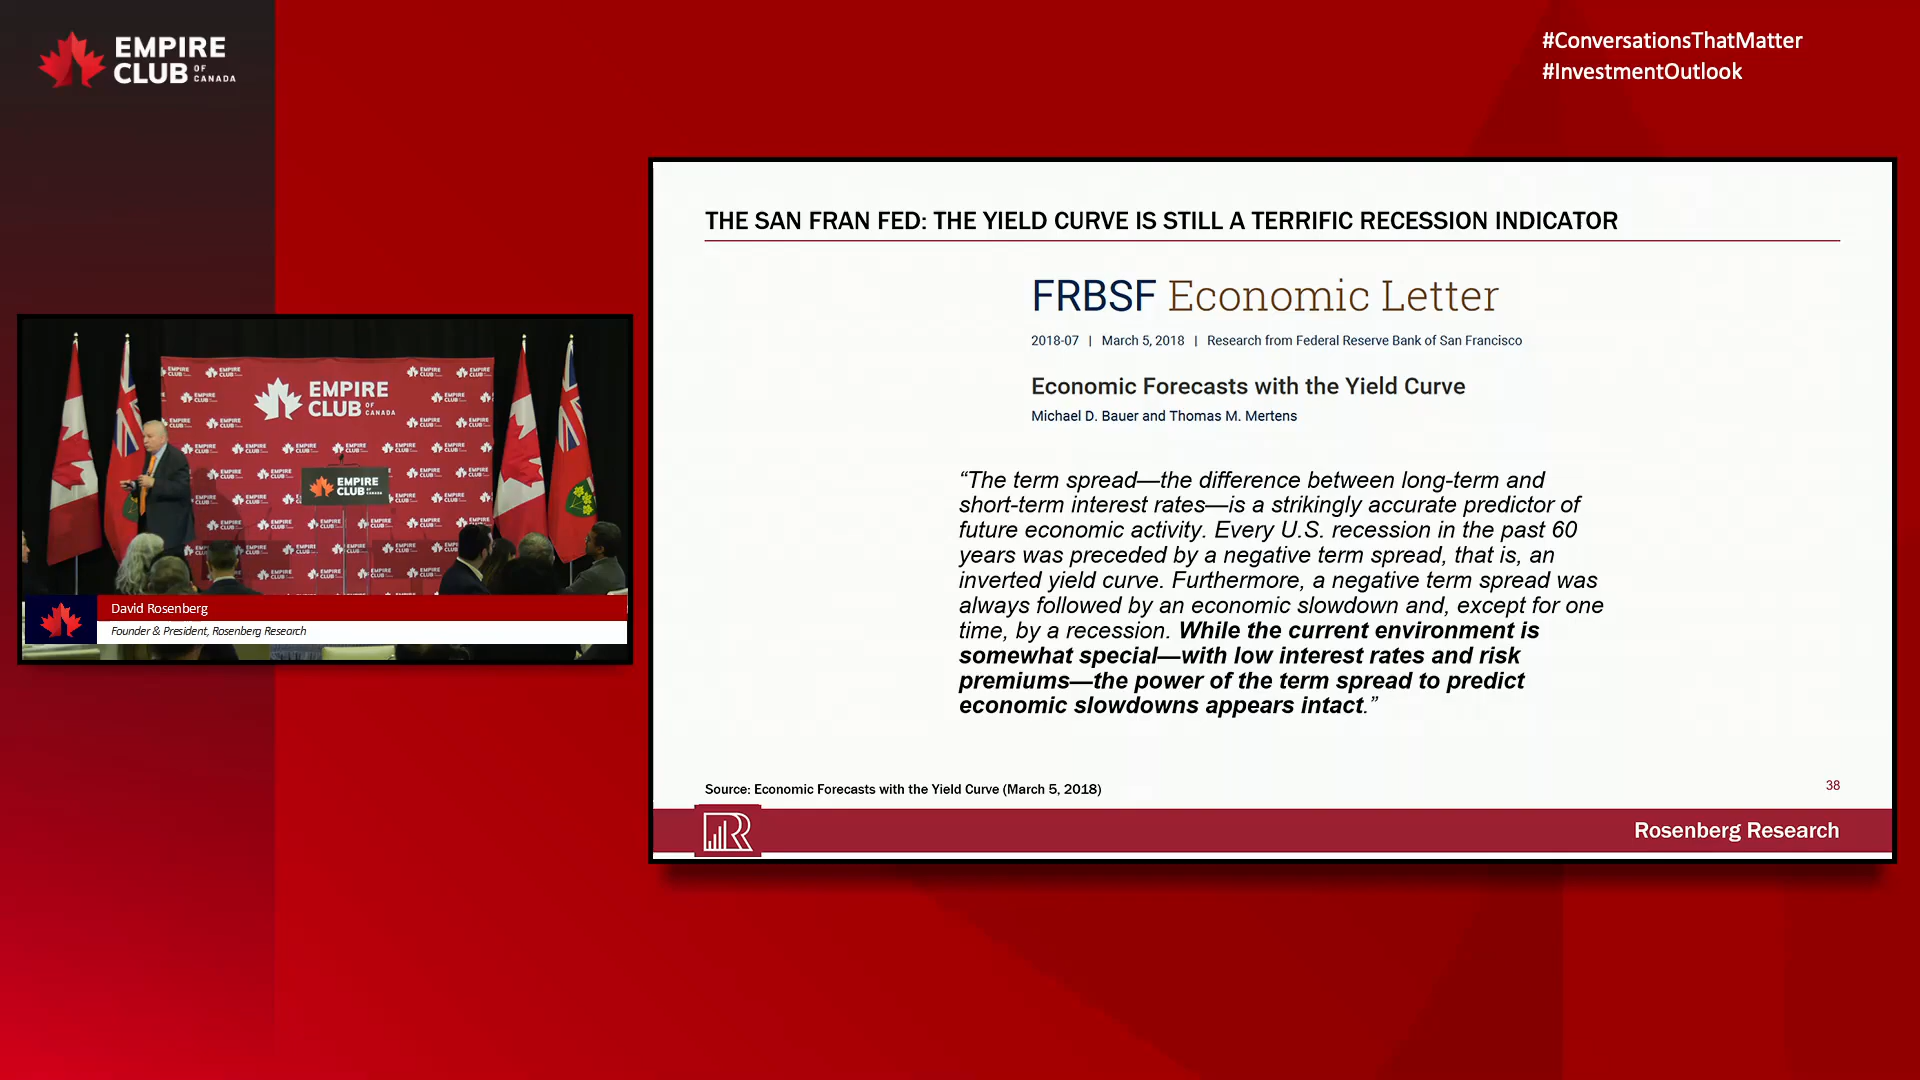 EMPIRE
CLUB OF CANADA
#ConversationsThatMatter
#InvestmentOutlook
EMPIRE
CLUB OF CANADA
EMPIRE
CLUB OF CANADA
David Rosenberg
Founder & President, Rosenberg Research
THE SAN FRAN FED: THE YIELD CURVE IS STILL A TERRIFIC RECESSION INDICATOR
FRBSF Economic Letter
2018-07 | March 5, 2018 | Research from Federal Reserve Bank of San Francisco
Economic Forecasts with the Yield Curve
Michael D. Bauer and Thomas M. Mertens
“The term spread—the difference between long-term and
short-term interest rates—is a strikingly accurate predictor of
future economic activity. Every U.S. recession in the past 60
years was preceded by a negative term spread, that is, an
inverted yield curve. Furthermore, a negative term spread was
always followed by an economic slowdown and, except for one
time, by a recession. While the current environment is
somewhat special—with low interest rates and risk
premiums—the power of the term spread to predict
economic slowdowns appears intact.”
Source: Economic Forecasts with the Yield Curve (March 5, 2018)
38
R
Rosenberg Research